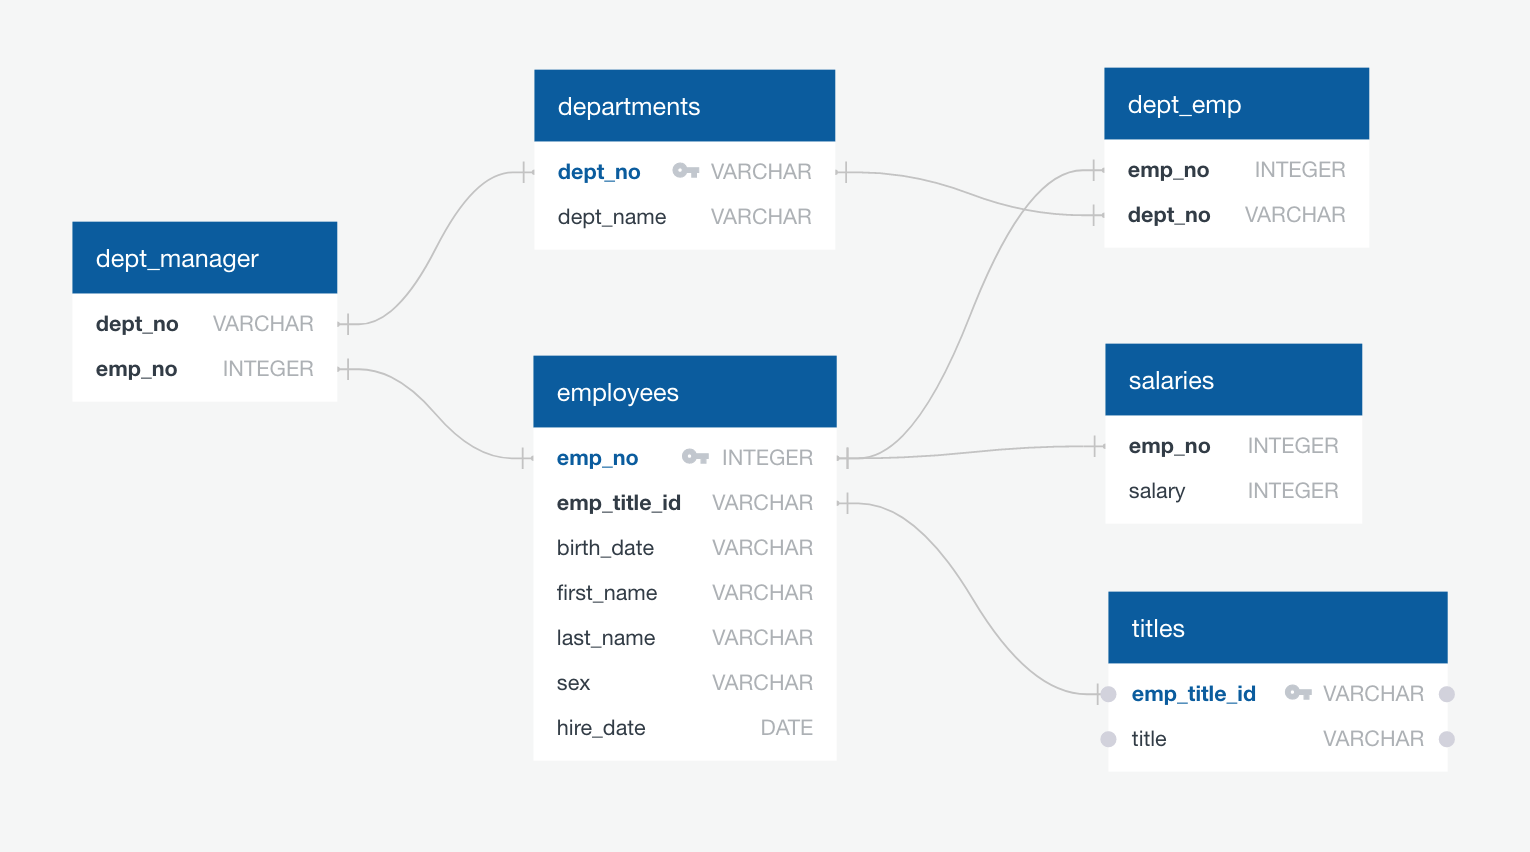 departments
dept_no VARCHAR
dept_name VARCHAR
dept_emp
emp_no INTEGER
dept_no VARCHAR
dept_manager
dept_no VARCHAR
emp_no INTEGER
employees
emp_no INTEGER
emp_title_id VARCHAR
birth_date VARCHAR
first_name VARCHAR
last_name VARCHAR
sex VARCHAR
hire_date DATE
salaries
emp_no INTEGER
salary INTEGER
titles
emp_title_id VARCHAR
title VARCHAR